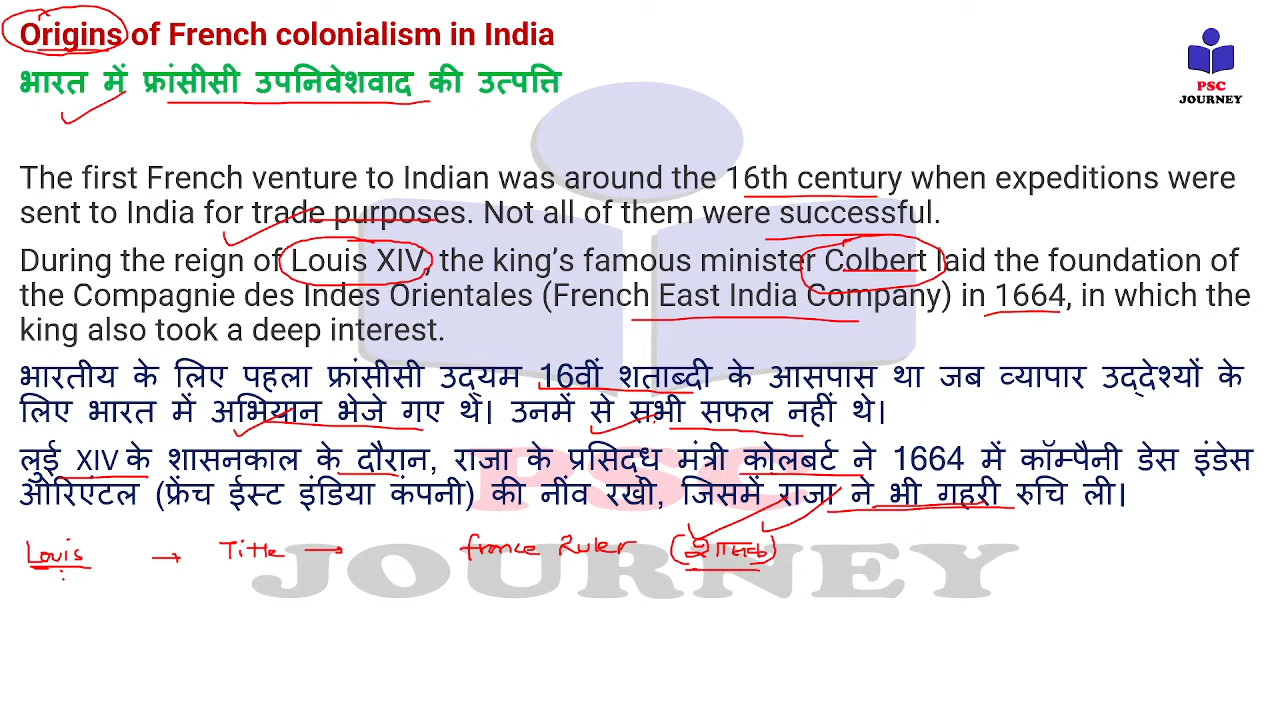 Origins of French colonialism in India
भारत में फ्रांसीसी उपनिवेशवाद की उत्पत्ति
PSC
JOURNEY
The first French venture to Indian was around the 16th century when expeditions were
sent to India for trade purposes. Not all of them were successful.
During the reign of Louis XIV, the king's famous minister Colbert laid the foundation of
the Compagnie des Indes Orientales (French East India Company) in 1664, in which the
king also took a deep interest.
भारतीय के लिए पहला फ्रांसीसी उद्यम 16वीं शताब्दी के आसपास था जब व्यापार उद्देश्यों के
लिए भारत में अभियान भेजे गए थे। उनमें से सभी सफल नहीं थे।
लुई XIV के शासनकाल के दौरान, राजा के प्रसिद्ध मंत्री कोलबर्ट ने 1664 में कॉम्पैनी डेस इंडेस
ओरिएंटल (फ्रेंच ईस्ट इंडिया कंपनी) की नींव रखी, जिसमें राजा ने भी गहरी रुचि ली।
PSC
Louis → Title → france Ruler (शासक)
JOURNEY